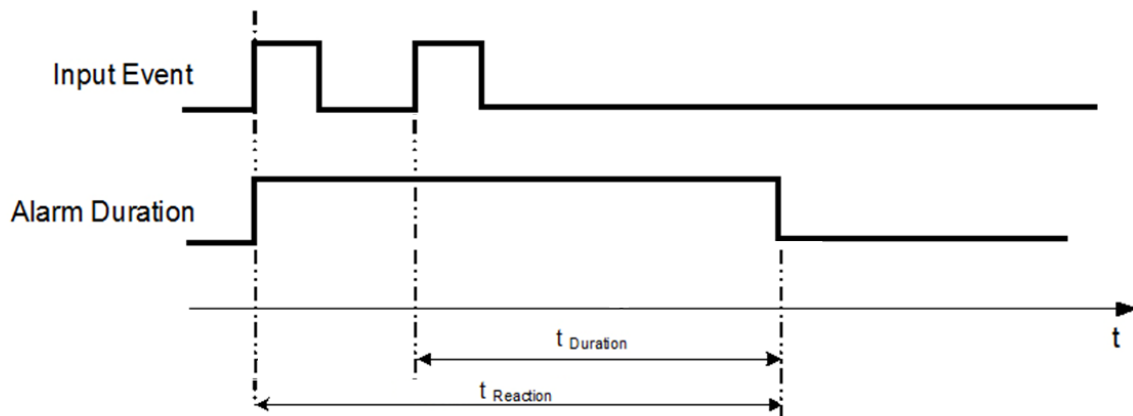 Input Event
Alarm Duration
t
t Duration
t Reaction